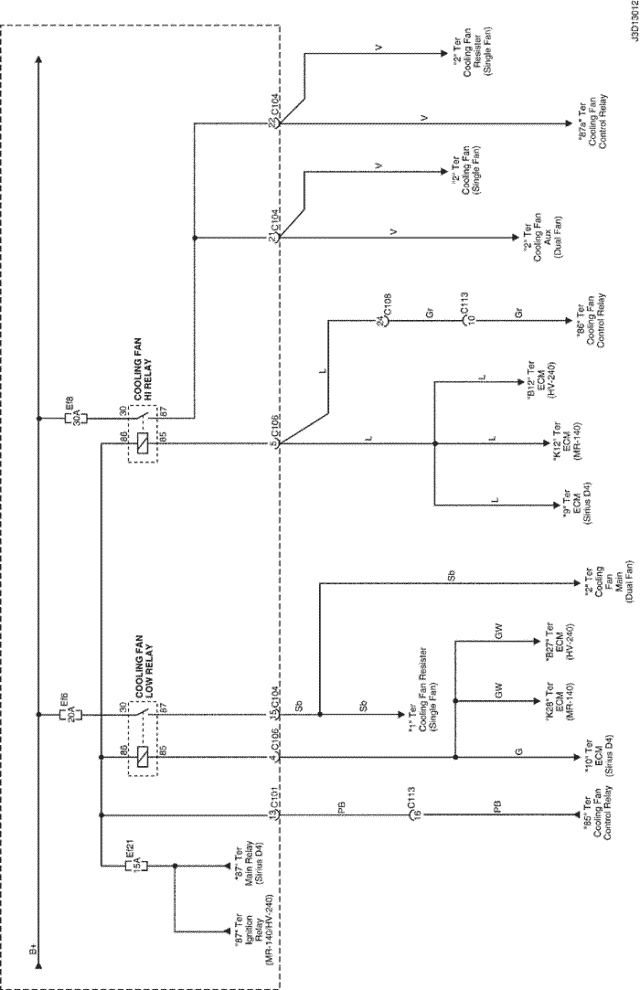 J3D13012
B+
Ef6
20A
Ef8
30A
Ef21
15A
COOLING FAN
LOW RELAY
COOLING FAN
HI RELAY
86
30
85
87
86
30
85
87
13
C101
4
C106
15
C104
5
C106
21
C104
22
C104
"87" Ter
Ignition
Relay
(MR-140/HV-240)
"87" Ter
Main Relay
(Sirius D4)
PB
16
C113
PB
"85" Ter
Cooling Fan
Control Relay
G
"10" Ter
ECM
(Sirius D4)
GW
"K28" Ter
ECM
(MR-140)
GW
"B27" Ter
ECM
(HV-240)
Sb
Sb
"1" Ter
Cooling Fan Resister
(Single Fan)
Sb
"2" Ter
Cooling
Fan
Main
(Dual Fan)
L
L
"9" Ter
ECM
(Sirius D4)
L
"K12" Ter
ECM
(MR-140)
L
"B12" Ter
ECM
(HV-240)
L
24
C108
Gr
10
C113
Gr
"86" Ter
Cooling Fan
Control Relay
V
"2" Ter
Cooling Fan
Aux
(Dual Fan)
V
"2" Ter
Cooling Fan
(Single Fan)
V
"87a" Ter
Cooling Fan
Control Relay
V
"2" Ter
Cooling Fan
Resister
(Single Fan)